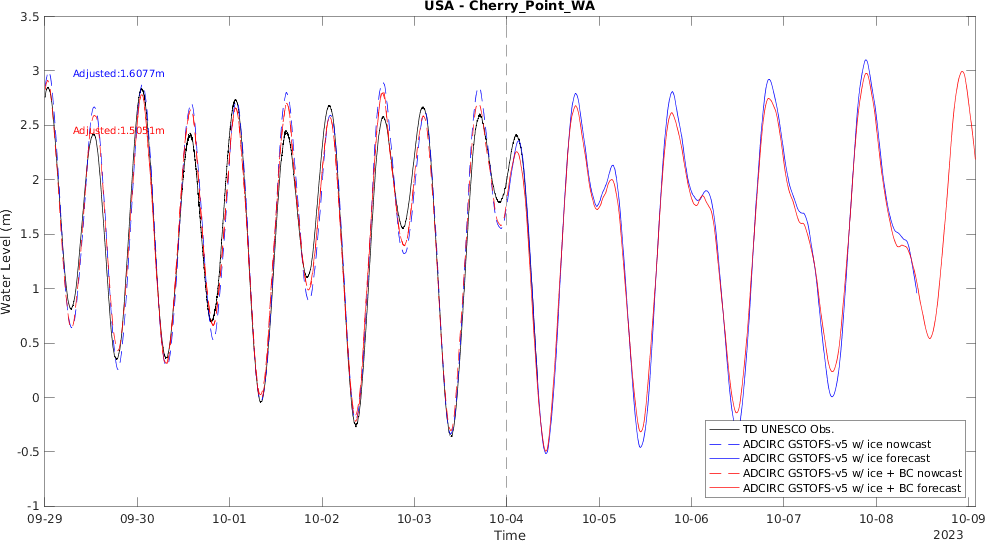 USA - Cherry_Point_WA
3.5
3
2.5
2
1.5
1
0.5
0
-0.5
-1
Water Level (m)
Adjusted:1.6077m
Adjusted:1.5051m
TD UNESCO Obs.
ADCIRC GSTOFS-v5 w/ ice nowcast
ADCIRC GSTOFS-v5 w/ ice forecast
ADCIRC GSTOFS-v5 w/ ice + BC nowcast
ADCIRC GSTOFS-v5 w/ ice + BC forecast
09-29 09-30 10-01 10-02 10-03 10-04 10-05 10-06 10-07 10-08 10-09
Time
2023